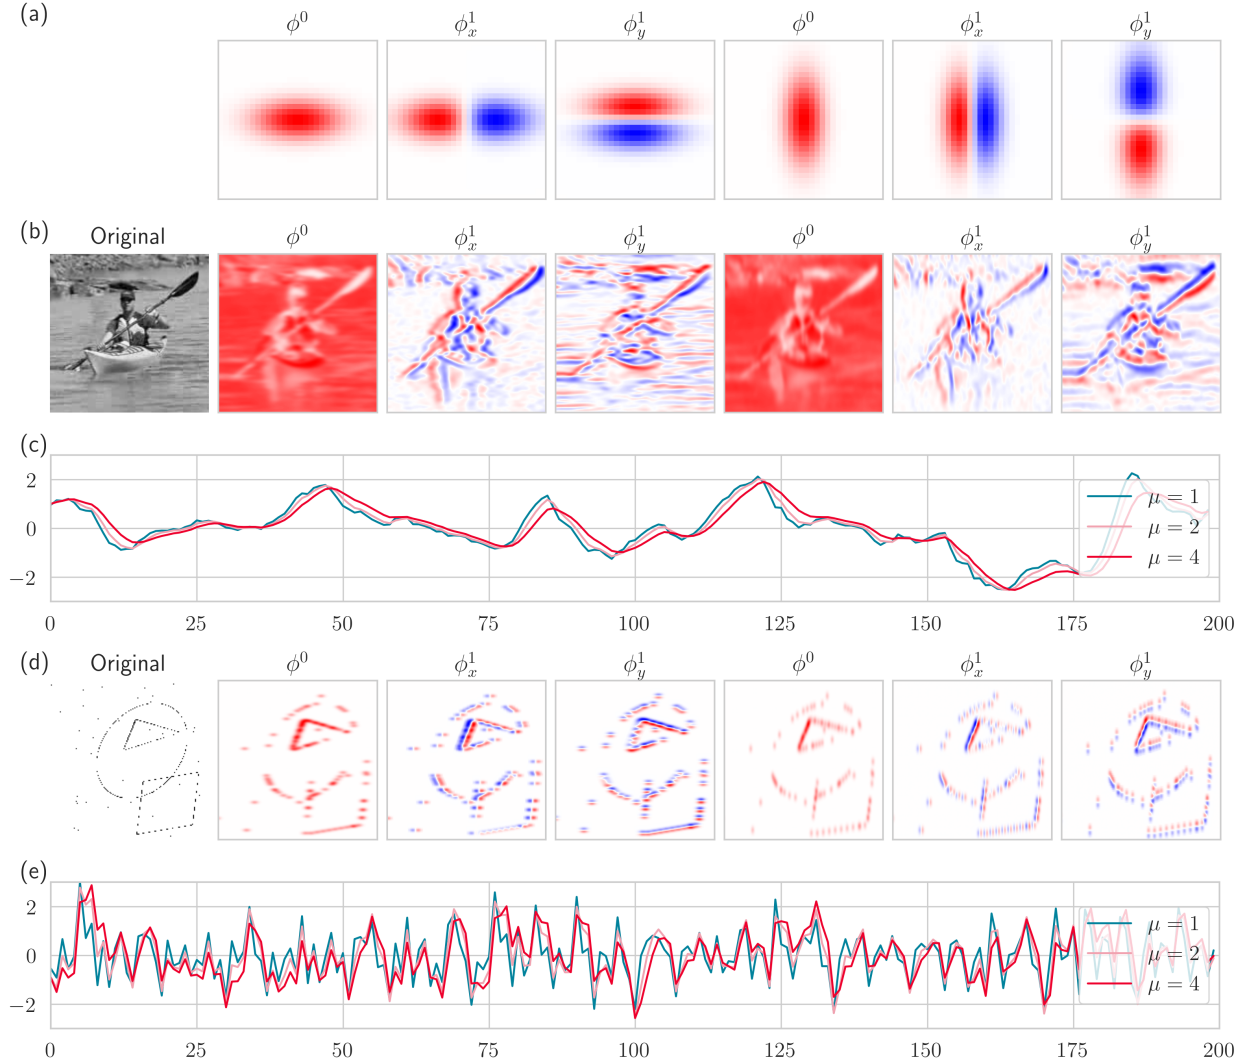 (a)
ϕ⁰ ϕ¹ₓ ϕ¹ᵧ ϕ⁰ ϕ¹ₓ ϕ¹ᵧ
(b)
Original ϕ⁰ ϕ¹ₓ ϕ¹ᵧ ϕ⁰ ϕ¹ₓ ϕ¹ᵧ
(c)
2
0
−2
μ = 1
μ = 2
μ = 4
0 25 50 75 100 125 150 175 200
(d)
Original ϕ⁰ ϕ¹ₓ ϕ¹ᵧ ϕ⁰ ϕ¹ₓ ϕ¹ᵧ
(e)
2
0
−2
μ = 1
μ = 2
μ = 4
0 25 50 75 100 125 150 175 200